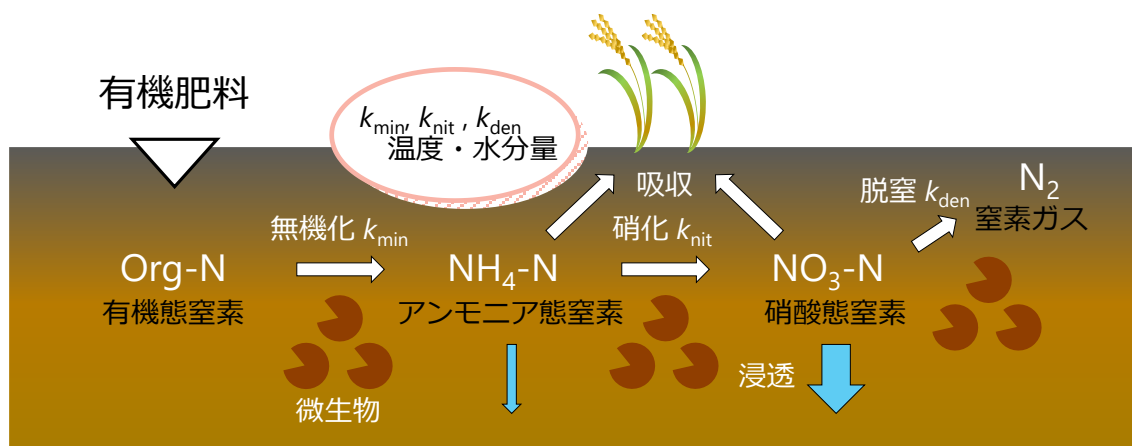 有機肥料
kmin, knit , kden
温度・水分量
吸収
脱窒 kden
N2
窒素ガス
無機化 kmin
硝化 knit
Org-N
NH4-N
NO3-N
有機態窒素
アンモニア態窒素
硝酸態窒素
浸透
微生物